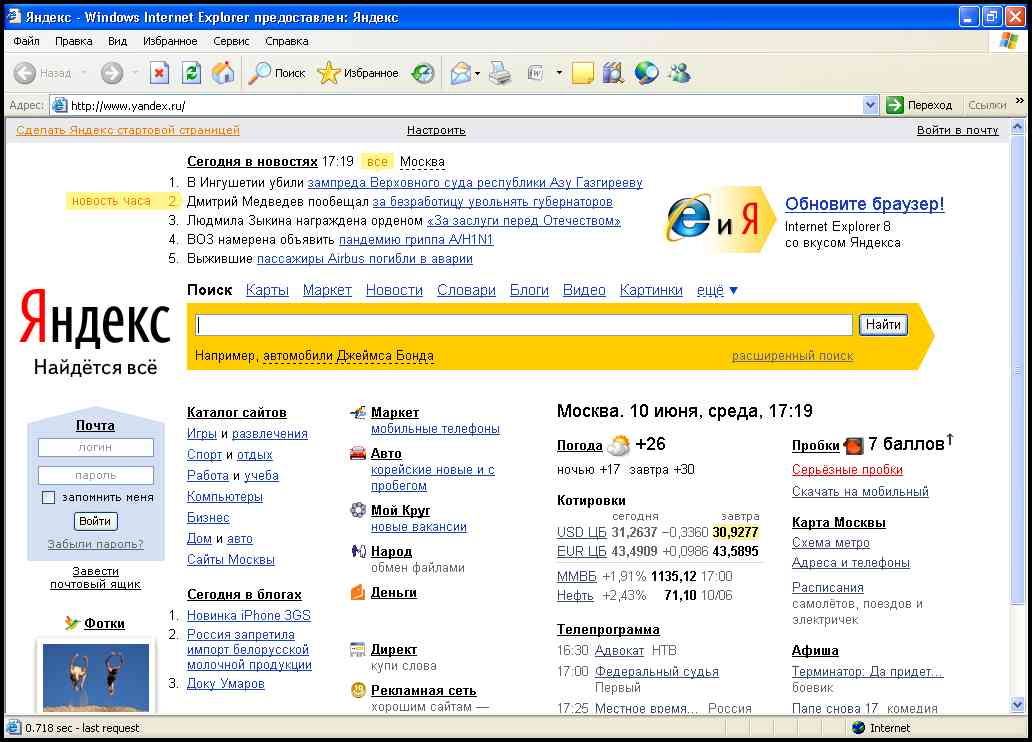 Яндекс - Windows Internet Explorer предоставлен: Яндекс
Файл Правка Вид Избранное Сервис Справка
Назад Поиск Избранное
Адрес: http://www.yandex.ru/ Переход Ссылки »
Сделать Яндекс стартовой страницей Настроить Войти в почту
Сегодня в новостях 17:19 все Москва
1. В Ингушетии убили зампреда Верховного суда республики Азу Газгирееву
новость часа 2. Дмитрий Медведев пообещал за безработицу увольнять губернаторов
3. Людмила Зыкина награждена орденом «За заслуги перед Отечеством»
4. ВОЗ намерена объявить пандемию гриппа A/H1N1
5. Выжившие пассажиры Airbus погибли в аварии
и Я
Обновите браузер!
Internet Explorer 8
со вкусом Яндекса
Поиск Карты Маркет Новости Словари Блоги Видео Картинки ещё ▼
Яндекс
Найдётся всё
Найти
Например, автомобили Джеймса Бонда расширенный поиск
Почта
логин
пароль
запомнить меня
Войти
Забыли пароль?
Завести
почтовый ящик
Фотки
Каталог сайтов
Игры и развлечения
Спорт и отдых
Работа и учеба
Компьютеры
Бизнес
Дом и авто
Сайты Москвы
Сегодня в блогах
1. Новинка iPhone 3GS
2. Россия запретила
импорт белорусской
молочной продукции
3. Доку Умаров
Маркет
мобильные телефоны
Авто
корейские новые и с
пробегом
Мой Круг
новые вакансии
Народ
обмен файлами
Деньги
Директ
купи слова
Рекламная сеть
хорошим сайтам —
Москва. 10 июня, среда, 17:19
Погода +26
ночью +17 завтра +30
Котировки
сегодня завтра
USD ЦБ 31,2637 −0,3360 30,9277
EUR ЦБ 43,4909 +0,0986 43,5895
ММВБ +1,91% 1135,12 17:00
Нефть +2,43% 71,10 10/06
Телепрограмма
16:30 Адвокат НТВ
17:00 Федеральный судья
Первый
17:25 Местное время... Россия
Пробки 7 баллов↑
Серьёзные пробки
Скачать на мобильный
Карта Москвы
Схема метро
Адреса и телефоны
Расписания
самолётов, поездов и
электричек
Афиша
Терминатор: Да придет...
боевик
Папе снова 17 комедия
0.718 sec - last request Internet